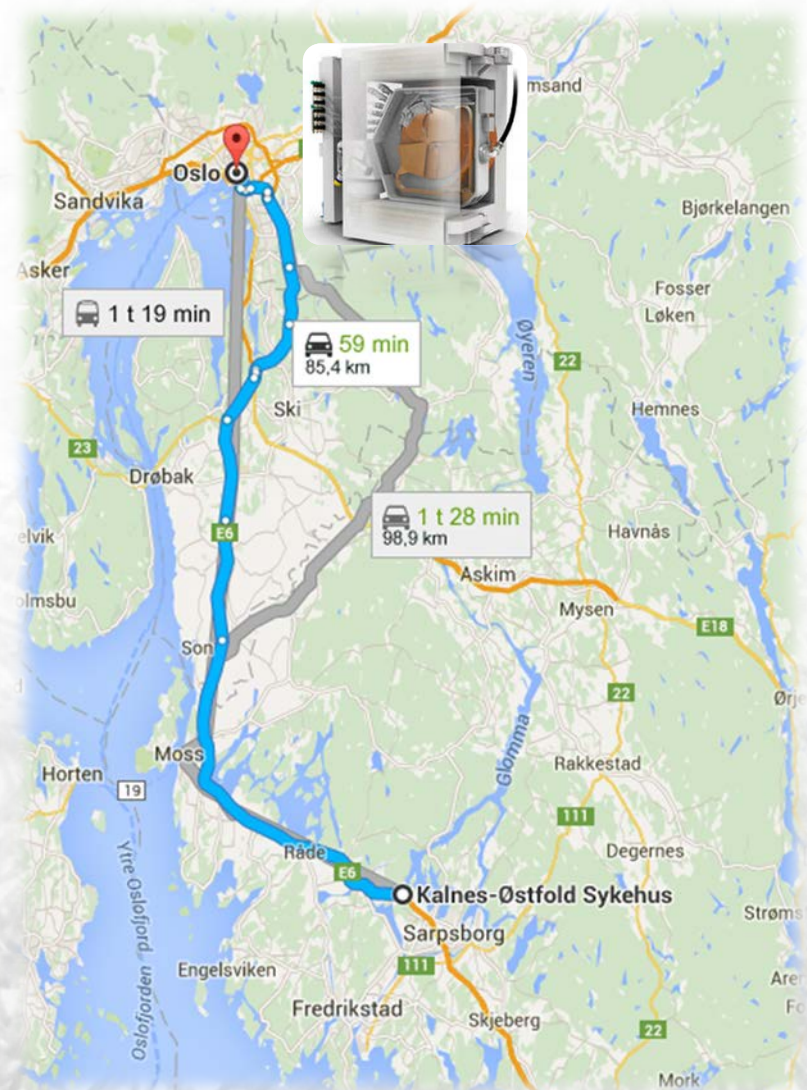 msand
Oslo
Sandvika
Bjørkelangen
Asker
Fosser
1 t 19 min
Løken
Øyeren
59 min
85,4 km
22
Ski
Hemnes
23
Drøbak
1 t 28 min
98,9 km
E6
Havnås
elvik
Askim
olmsbu
Mysen
E18
Son
22
Ørje
Glomma
Moss
Rakkestad
Horten
19
111
Råde
Degernes
E6
Kalnes-Østfold Sykehus
Ytre Oslofjord
Strøms
Sarpsborg
111
Engelsviken
Oslofjorden
Fredrikstad
Skjeberg
22
Mork